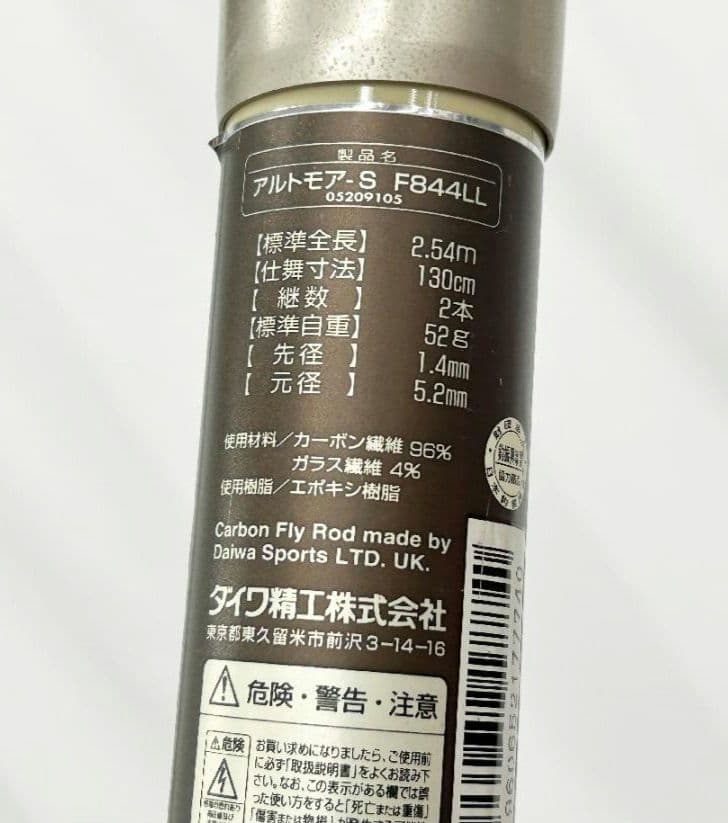 製品名
アルトモア-S F844LL
05209105
【標準全長】 2.54m
【仕舞寸法】 130cm
【継数】 2本
【標準自重】 52g
【先径】 1.4mm
【元径】 5.2mm
使用材料/カーボン繊維 96%
ガラス繊維 4%
使用樹脂/エポキシ樹脂
Carbon Fly Rod made by
Daiwa Sports LTD. UK.
ダイワ精工株式会社
東京都東久留米市前沢3-14-16
危険・警告・注意
危険
お買い求めになりましたら、ご使用前
に必ず「取扱説明書」をよくお読み下
さい。なお、この表示がある欄では誤
った使い方をすると「死亡または重傷」